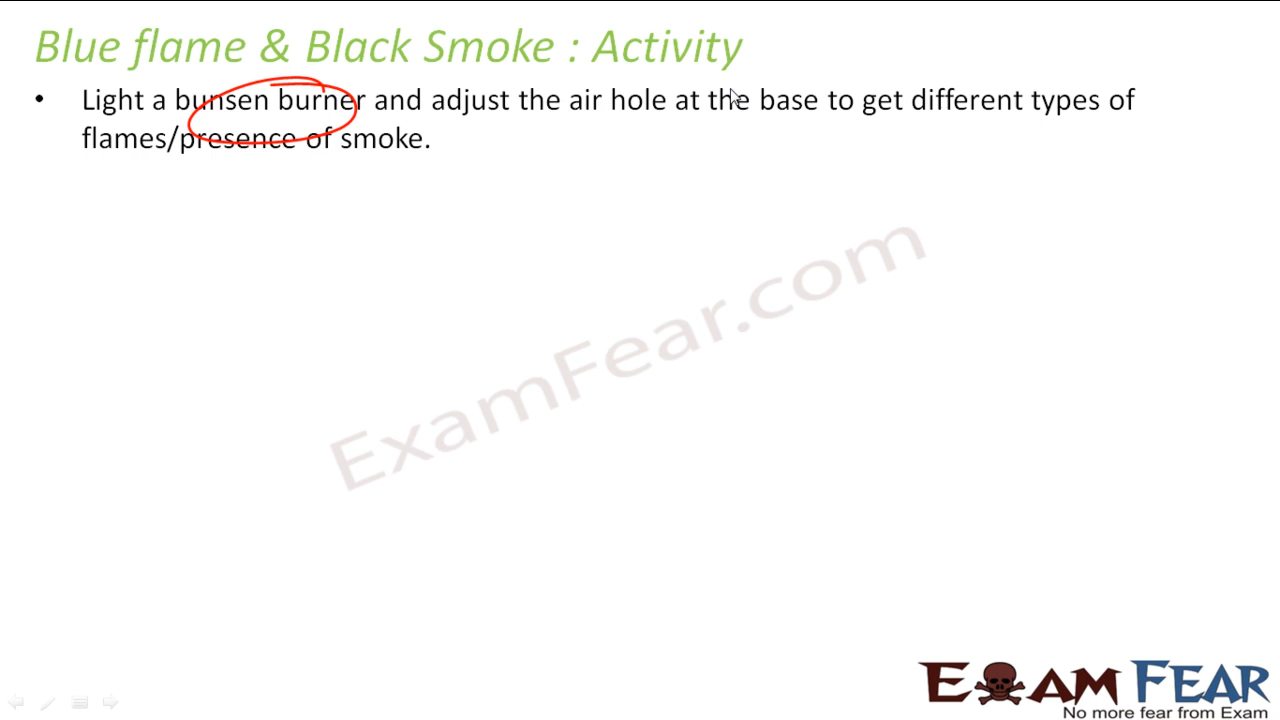 Blue flame & Black Smoke : Activity
• Light a bunsen burner and adjust the air hole at the base to get different types of
flames/presence of smoke.
ExamFear.com
EXAM FEAR
No more fear from Exam